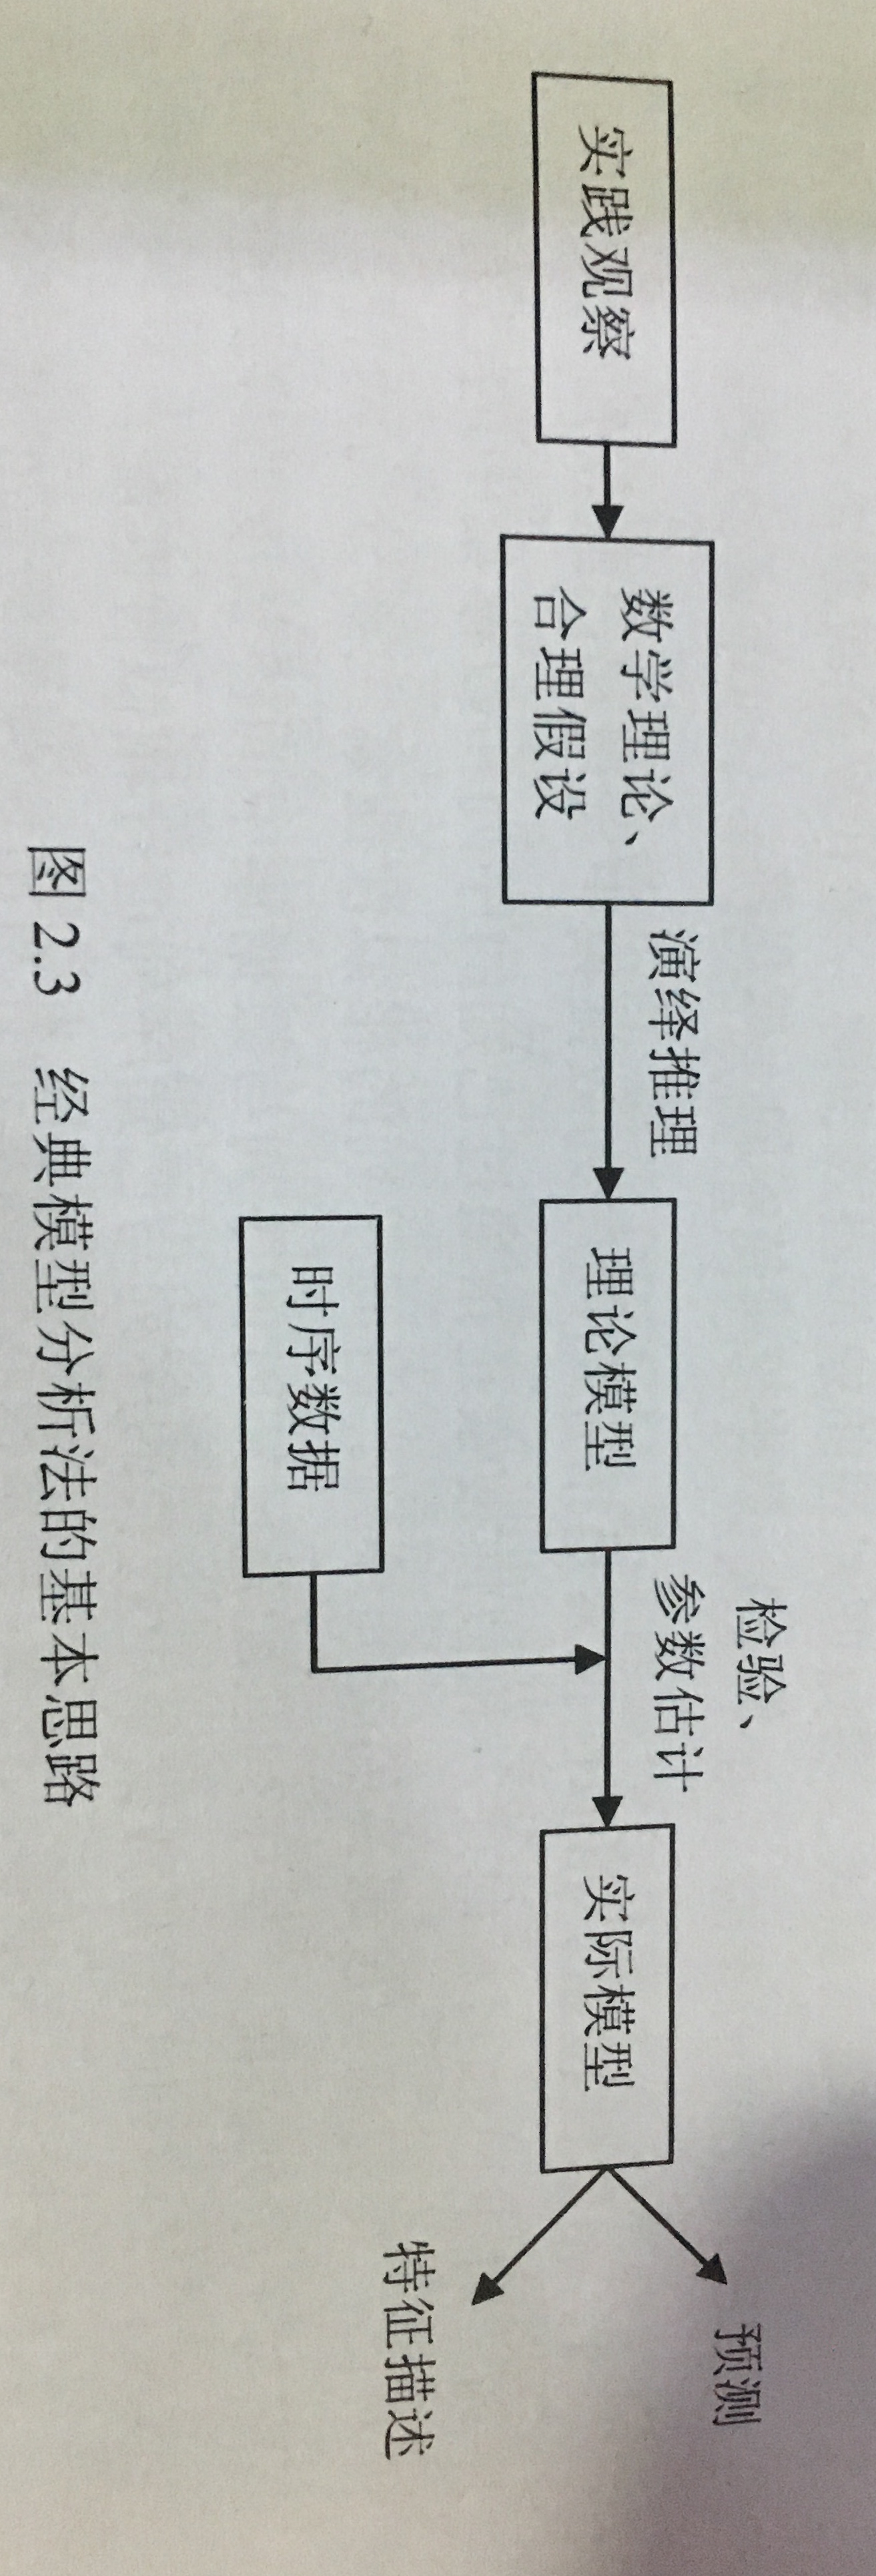 实践观察
数学理论、
合理假设
演绎推理
理论模型
时序数据
检验、
参数估计
实际模型
预测
特征描述
图 2.3 经典模型分析法的基本思路